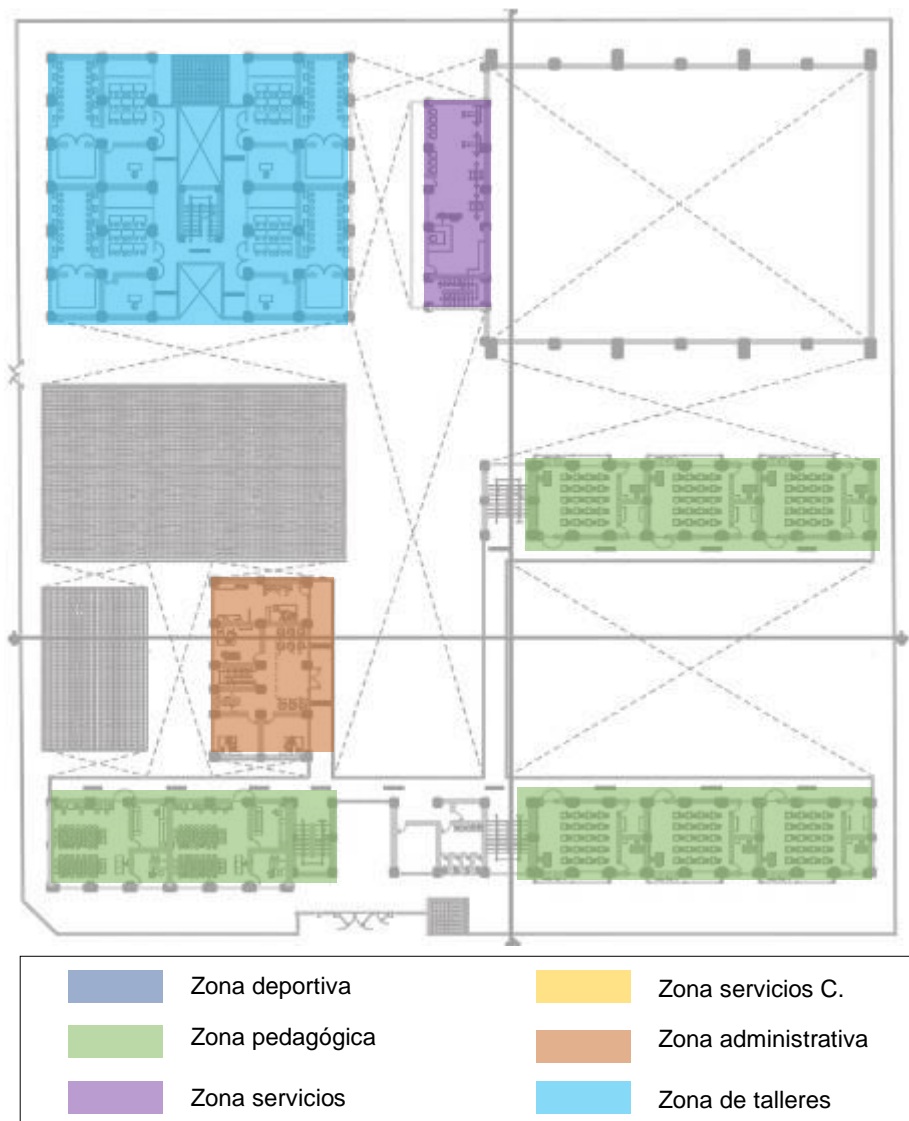 Zona deportiva
Zona servicios C.
Zona pedagógica
Zona administrativa
Zona servicios
Zona de talleres